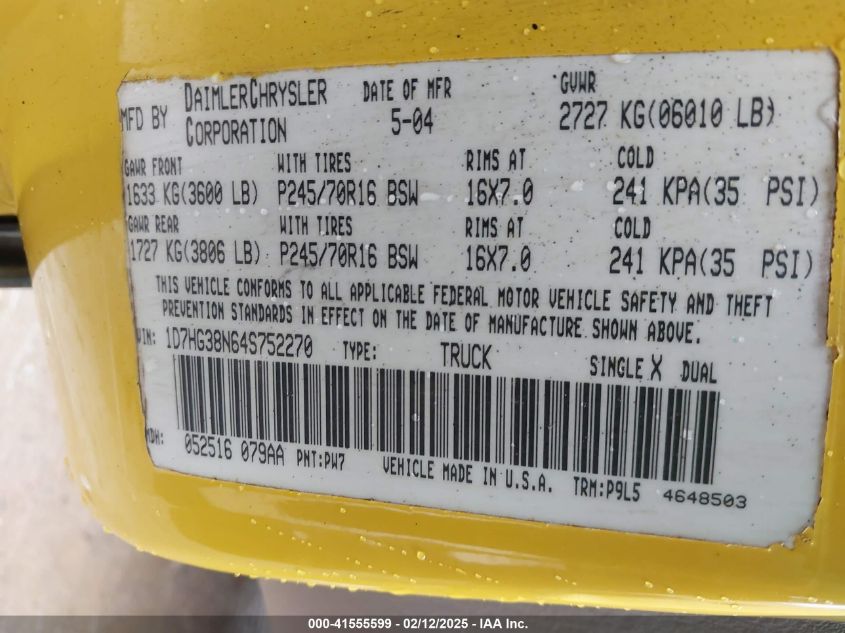 MFD BY DAIMLERCHRYSLER CORPORATION DATE OF MFR 5-04 GVWR 2727 KG(06010 LB)
GAWR FRONT WITH TIRES RIMS AT COLD
1633 KG(3600 LB) P245/70R16 BSW 16X7.0 241 KPA(35 PSI)
GAWR REAR WITH TIRES RIMS AT COLD
1727 KG(3806 LB) P245/70R16 BSW 16X7.0 241 KPA(35 PSI)
THIS VEHICLE CONFORMS TO ALL APPLICABLE FEDERAL MOTOR VEHICLE SAFETY AND THEFT
PREVENTION STANDARDS IN EFFECT ON THE DATE OF MANUFACTURE SHOWN ABOVE.
VIN: 1D7HG38N64S752270 TYPE: TRUCK SINGLE X DUAL
MDH: 052516 079AA PNT:PW7 VEHICLE MADE IN U.S.A. TRM:P9L5 4648503
000-41555599 - 02/12/2025 - IAA Inc.